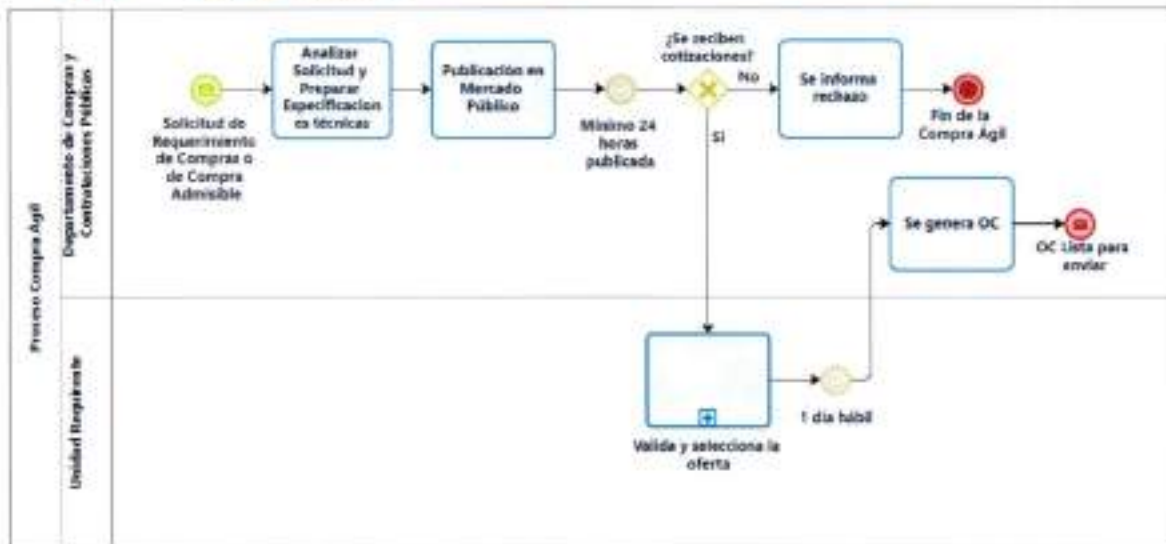 Proceso Compra Ágil
Departamento de Compras y
Contrataciones Públicas
Solicitud de
Requerimiento
de Compras o
de Compra
Admisible
Analizar
Solicitud y
Preparar
Especificacion
es técnicas
Publicación en
Mercado
Público
Mínimo 24
horas
publicada
¿Se reciben
cotizaciones?
No
Si
Se informa
rechazo
Fin de la
Compra Ágil
Se genera OC
OC Lista para
enviar
Unidad Requirente
Valida y selecciona la
oferta
1 día hábil